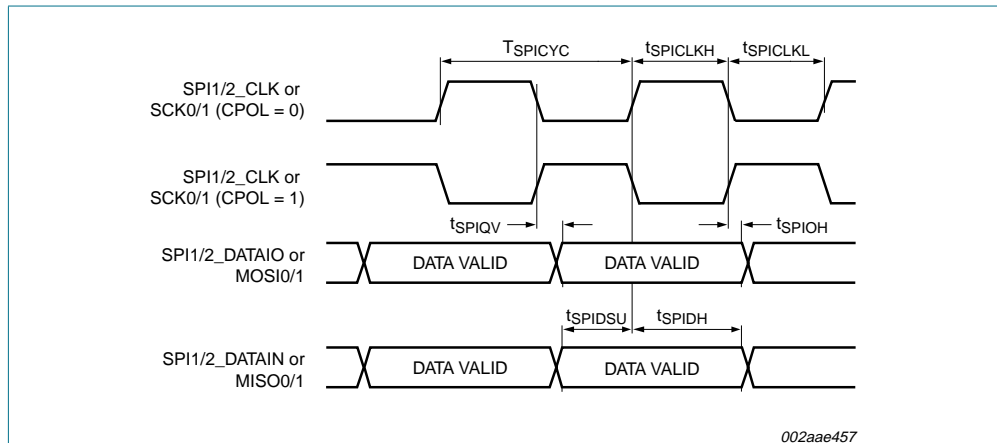 TSPICYC tSPICLKH tSPICLKL
SPI1/2_CLK or
SCK0/1 (CPOL = 0)
SPI1/2_CLK or
SCK0/1 (CPOL = 1)
tSPIQV tSPIOH
SPI1/2_DATAIO or
MOSI0/1
DATA VALID DATA VALID
tSPIDSU tSPIDH
SPI1/2_DATAIN or
MISO0/1
DATA VALID DATA VALID
002aae457